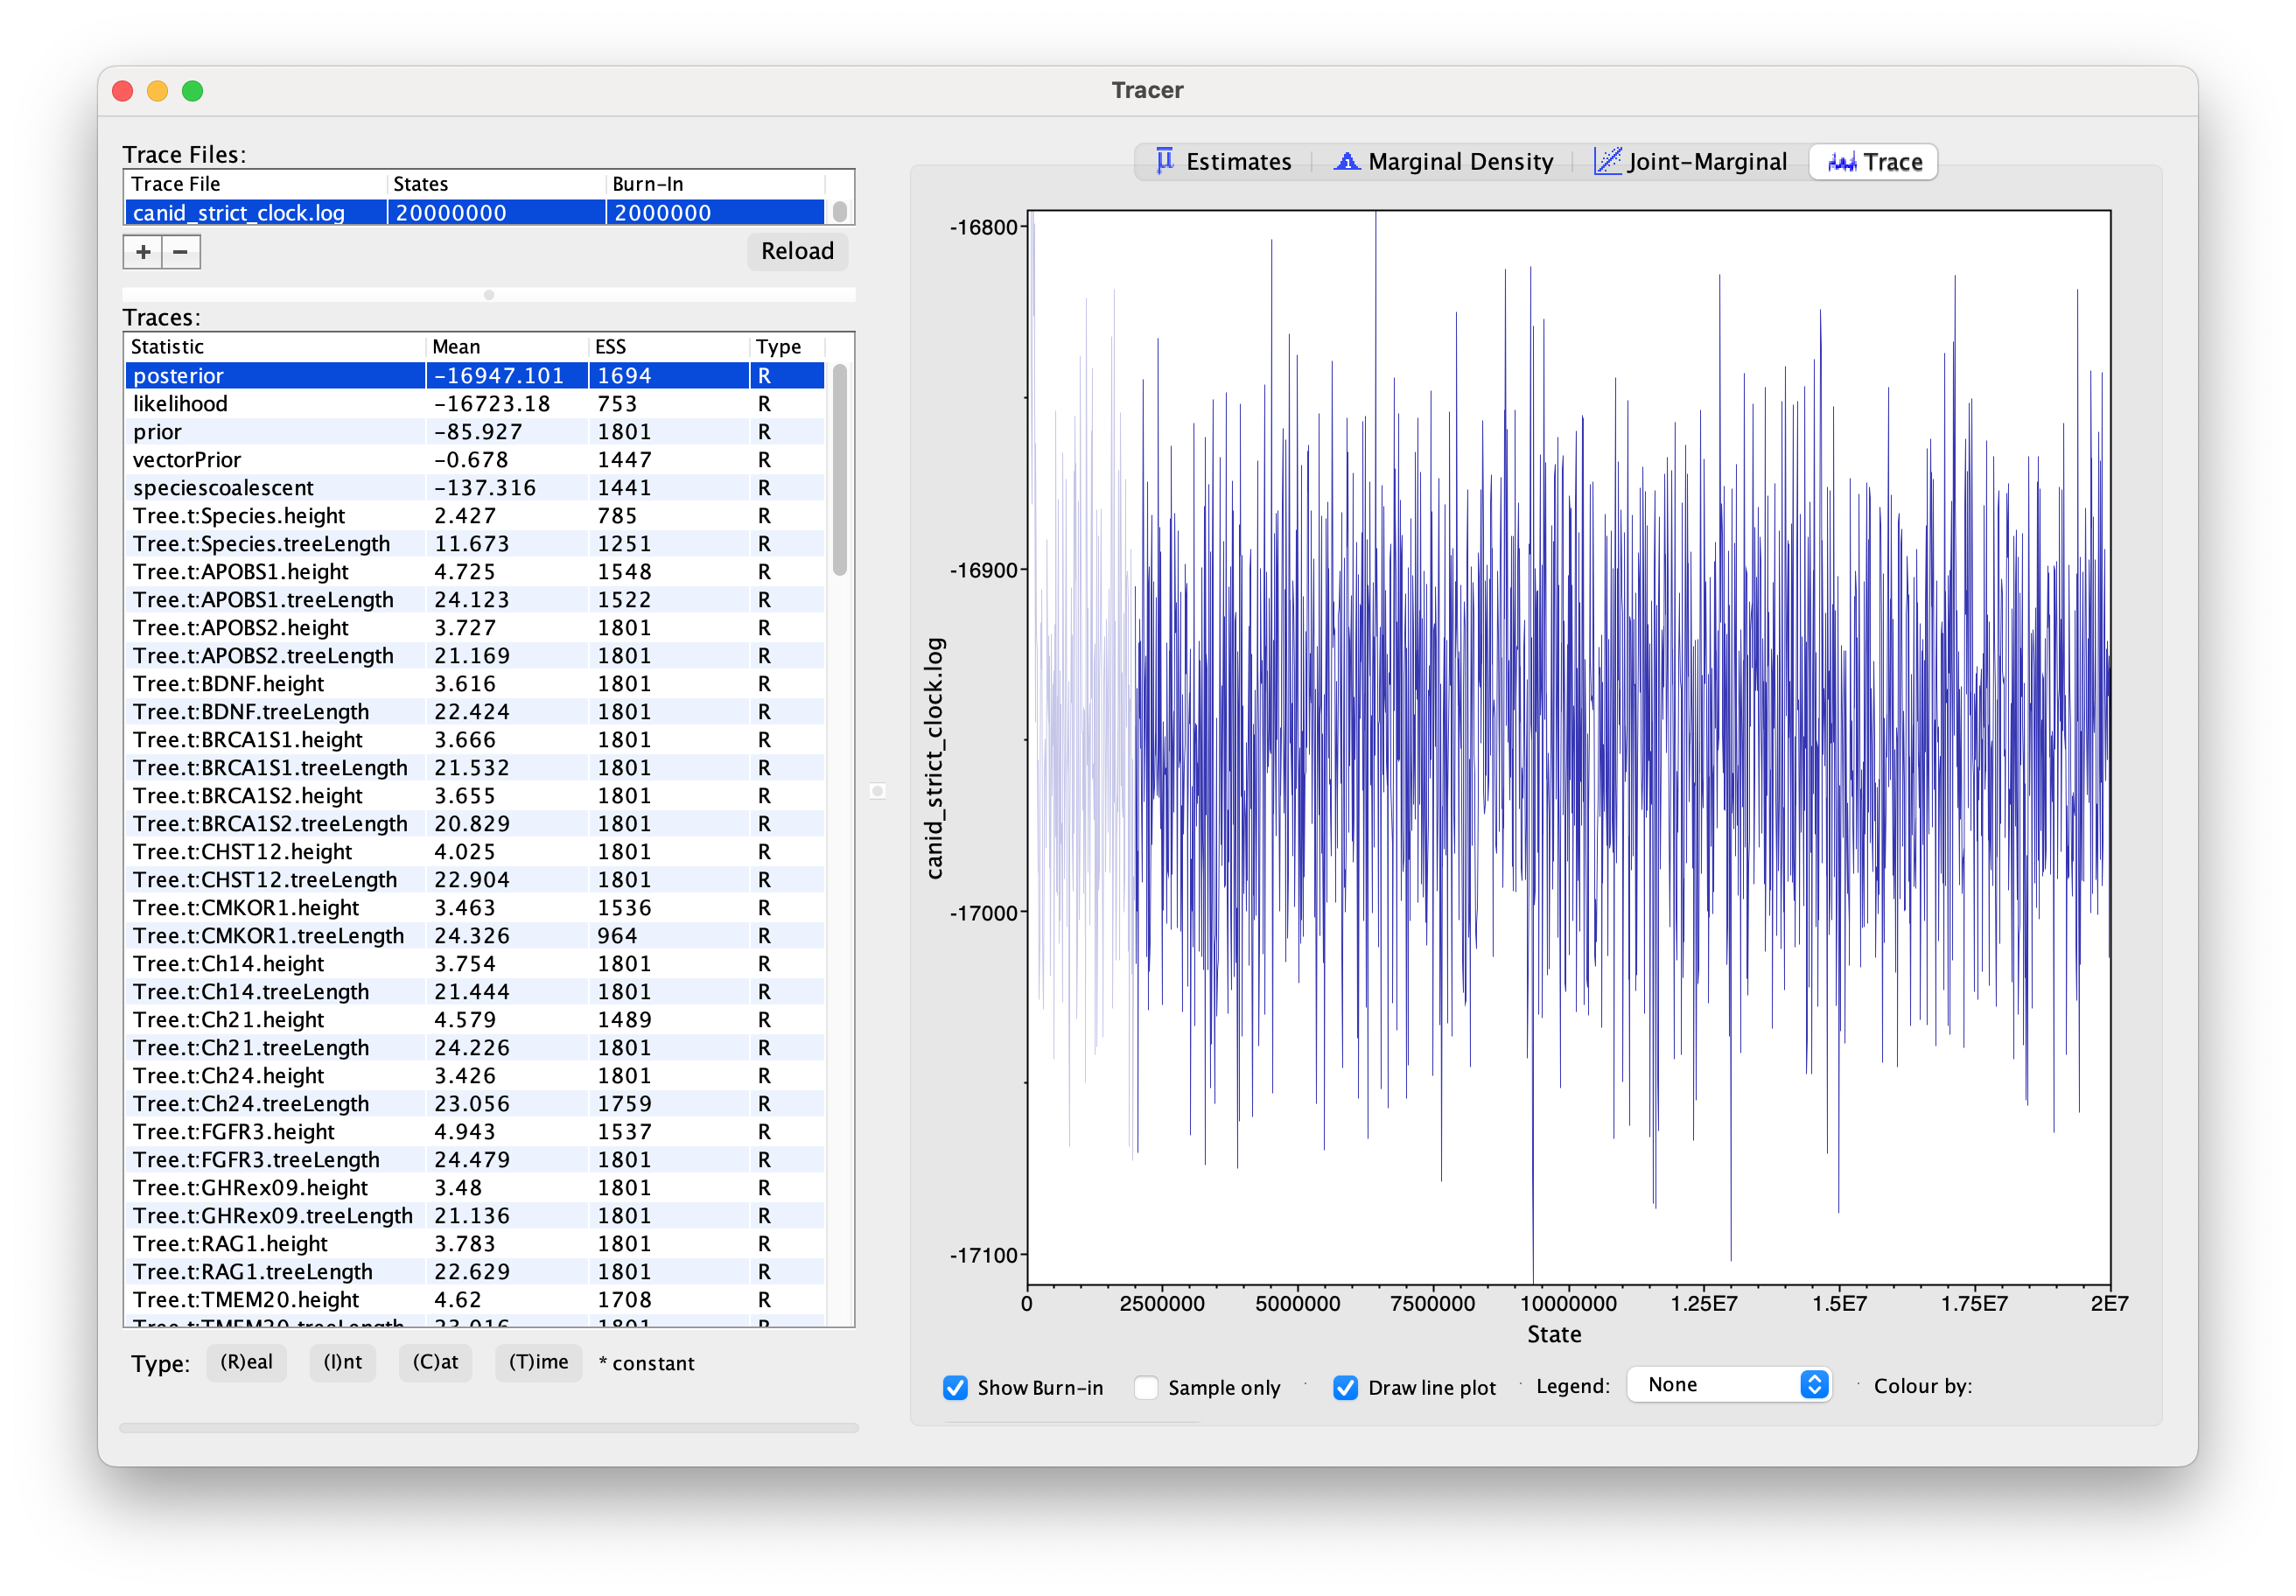 Tracer
Trace Files:
Trace File States Burn-In
canid_strict_clock.log 20000000 2000000
+ −
Reload
Traces:
Statistic Mean ESS Type
posterior −16947.101 1694 R
likelihood −16723.18 753 R
prior −85.927 1801 R
vectorPrior −0.678 1447 R
speciescoalescent −137.316 1441 R
Tree.t:Species.height 2.427 785 R
Tree.t:Species.treeLength 11.673 1251 R
Tree.t:APOBS1.height 4.725 1548 R
Tree.t:APOBS1.treeLength 24.123 1522 R
Tree.t:APOBS2.height 3.727 1801 R
Tree.t:APOBS2.treeLength 21.169 1801 R
Tree.t:BDNF.height 3.616 1801 R
Tree.t:BDNF.treeLength 22.424 1801 R
Tree.t:BRCA1S1.height 3.666 1801 R
Tree.t:BRCA1S1.treeLength 21.532 1801 R
Tree.t:BRCA1S2.height 3.655 1801 R
Tree.t:BRCA1S2.treeLength 20.829 1801 R
Tree.t:CHST12.height 4.025 1801 R
Tree.t:CHST12.treeLength 22.904 1801 R
Tree.t:CMKOR1.height 3.463 1536 R
Tree.t:CMKOR1.treeLength 24.326 964 R
Tree.t:Ch14.height 3.754 1801 R
Tree.t:Ch14.treeLength 21.444 1801 R
Tree.t:Ch21.height 4.579 1489 R
Tree.t:Ch21.treeLength 24.226 1801 R
Tree.t:Ch24.height 3.426 1801 R
Tree.t:Ch24.treeLength 23.056 1759 R
Tree.t:FGFR3.height 4.943 1537 R
Tree.t:FGFR3.treeLength 24.479 1801 R
Tree.t:GHRex09.height 3.48 1801 R
Tree.t:GHRex09.treeLength 21.136 1801 R
Tree.t:RAG1.height 3.783 1801 R
Tree.t:RAG1.treeLength 22.629 1801 R
Tree.t:TMEM20.height 4.62 1708 R
Tree.t:TMEM20.treeLength 23.016 1801 R
Type: (R)eal (I)nt (C)at (T)ime * constant
Estimates Marginal Density Joint-Marginal Trace
-16800
-16900
-17000
-17100
canid_strict_clock.log
0 2500000 5000000 7500000 10000000 1.25E7 1.5E7 1.75E7 2E7
State
Show Burn-in Sample only Draw line plot Legend: None Colour by: